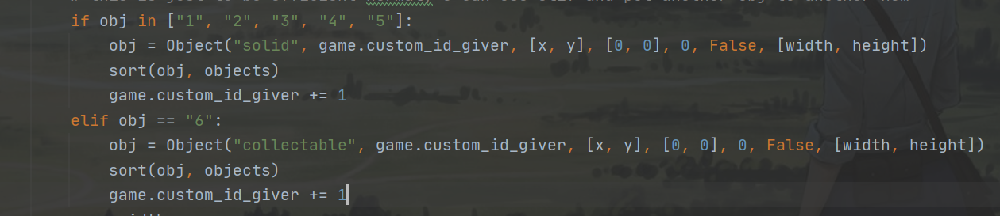 if obj in ["1", "2", "3", "4", "5"]:
obj = Object("solid", game.custom_id_giver, [x, y], [0, 0], 0, False, [width, height])
sort(obj, objects)
game.custom_id_giver += 1
elif obj == "6":
obj = Object("collectable", game.custom_id_giver, [x, y], [0, 0], 0, False, [width, height])
sort(obj, objects)
game.custom_id_giver += 1